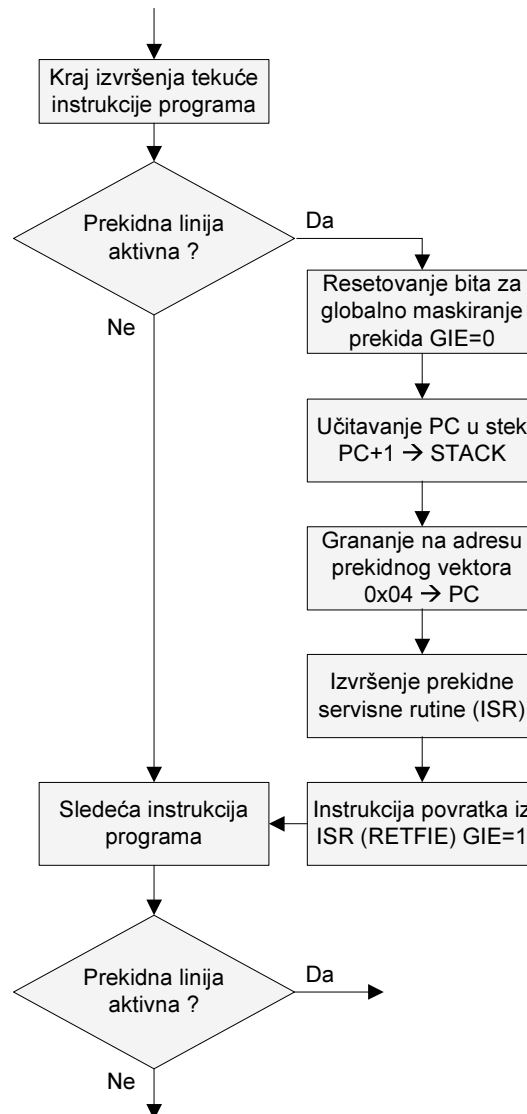 Kraj izvršenja tekuće
instrukcije programa
Prekidna linija
aktivna ?
Da
Ne
Resetovanje bita za
globalno maskiranje
prekida GIE=0
Učitavanje PC u stek
PC+1 → STACK
Grananje na adresu
prekidnog vektora
0x04 → PC
Izvršenje prekidne
servisne rutine (ISR)
Instrukcija povratka iz
ISR (RETFIE) GIE=1
Sledeća instrukcija
programa
Prekidna linija
aktivna ?
Da
Ne